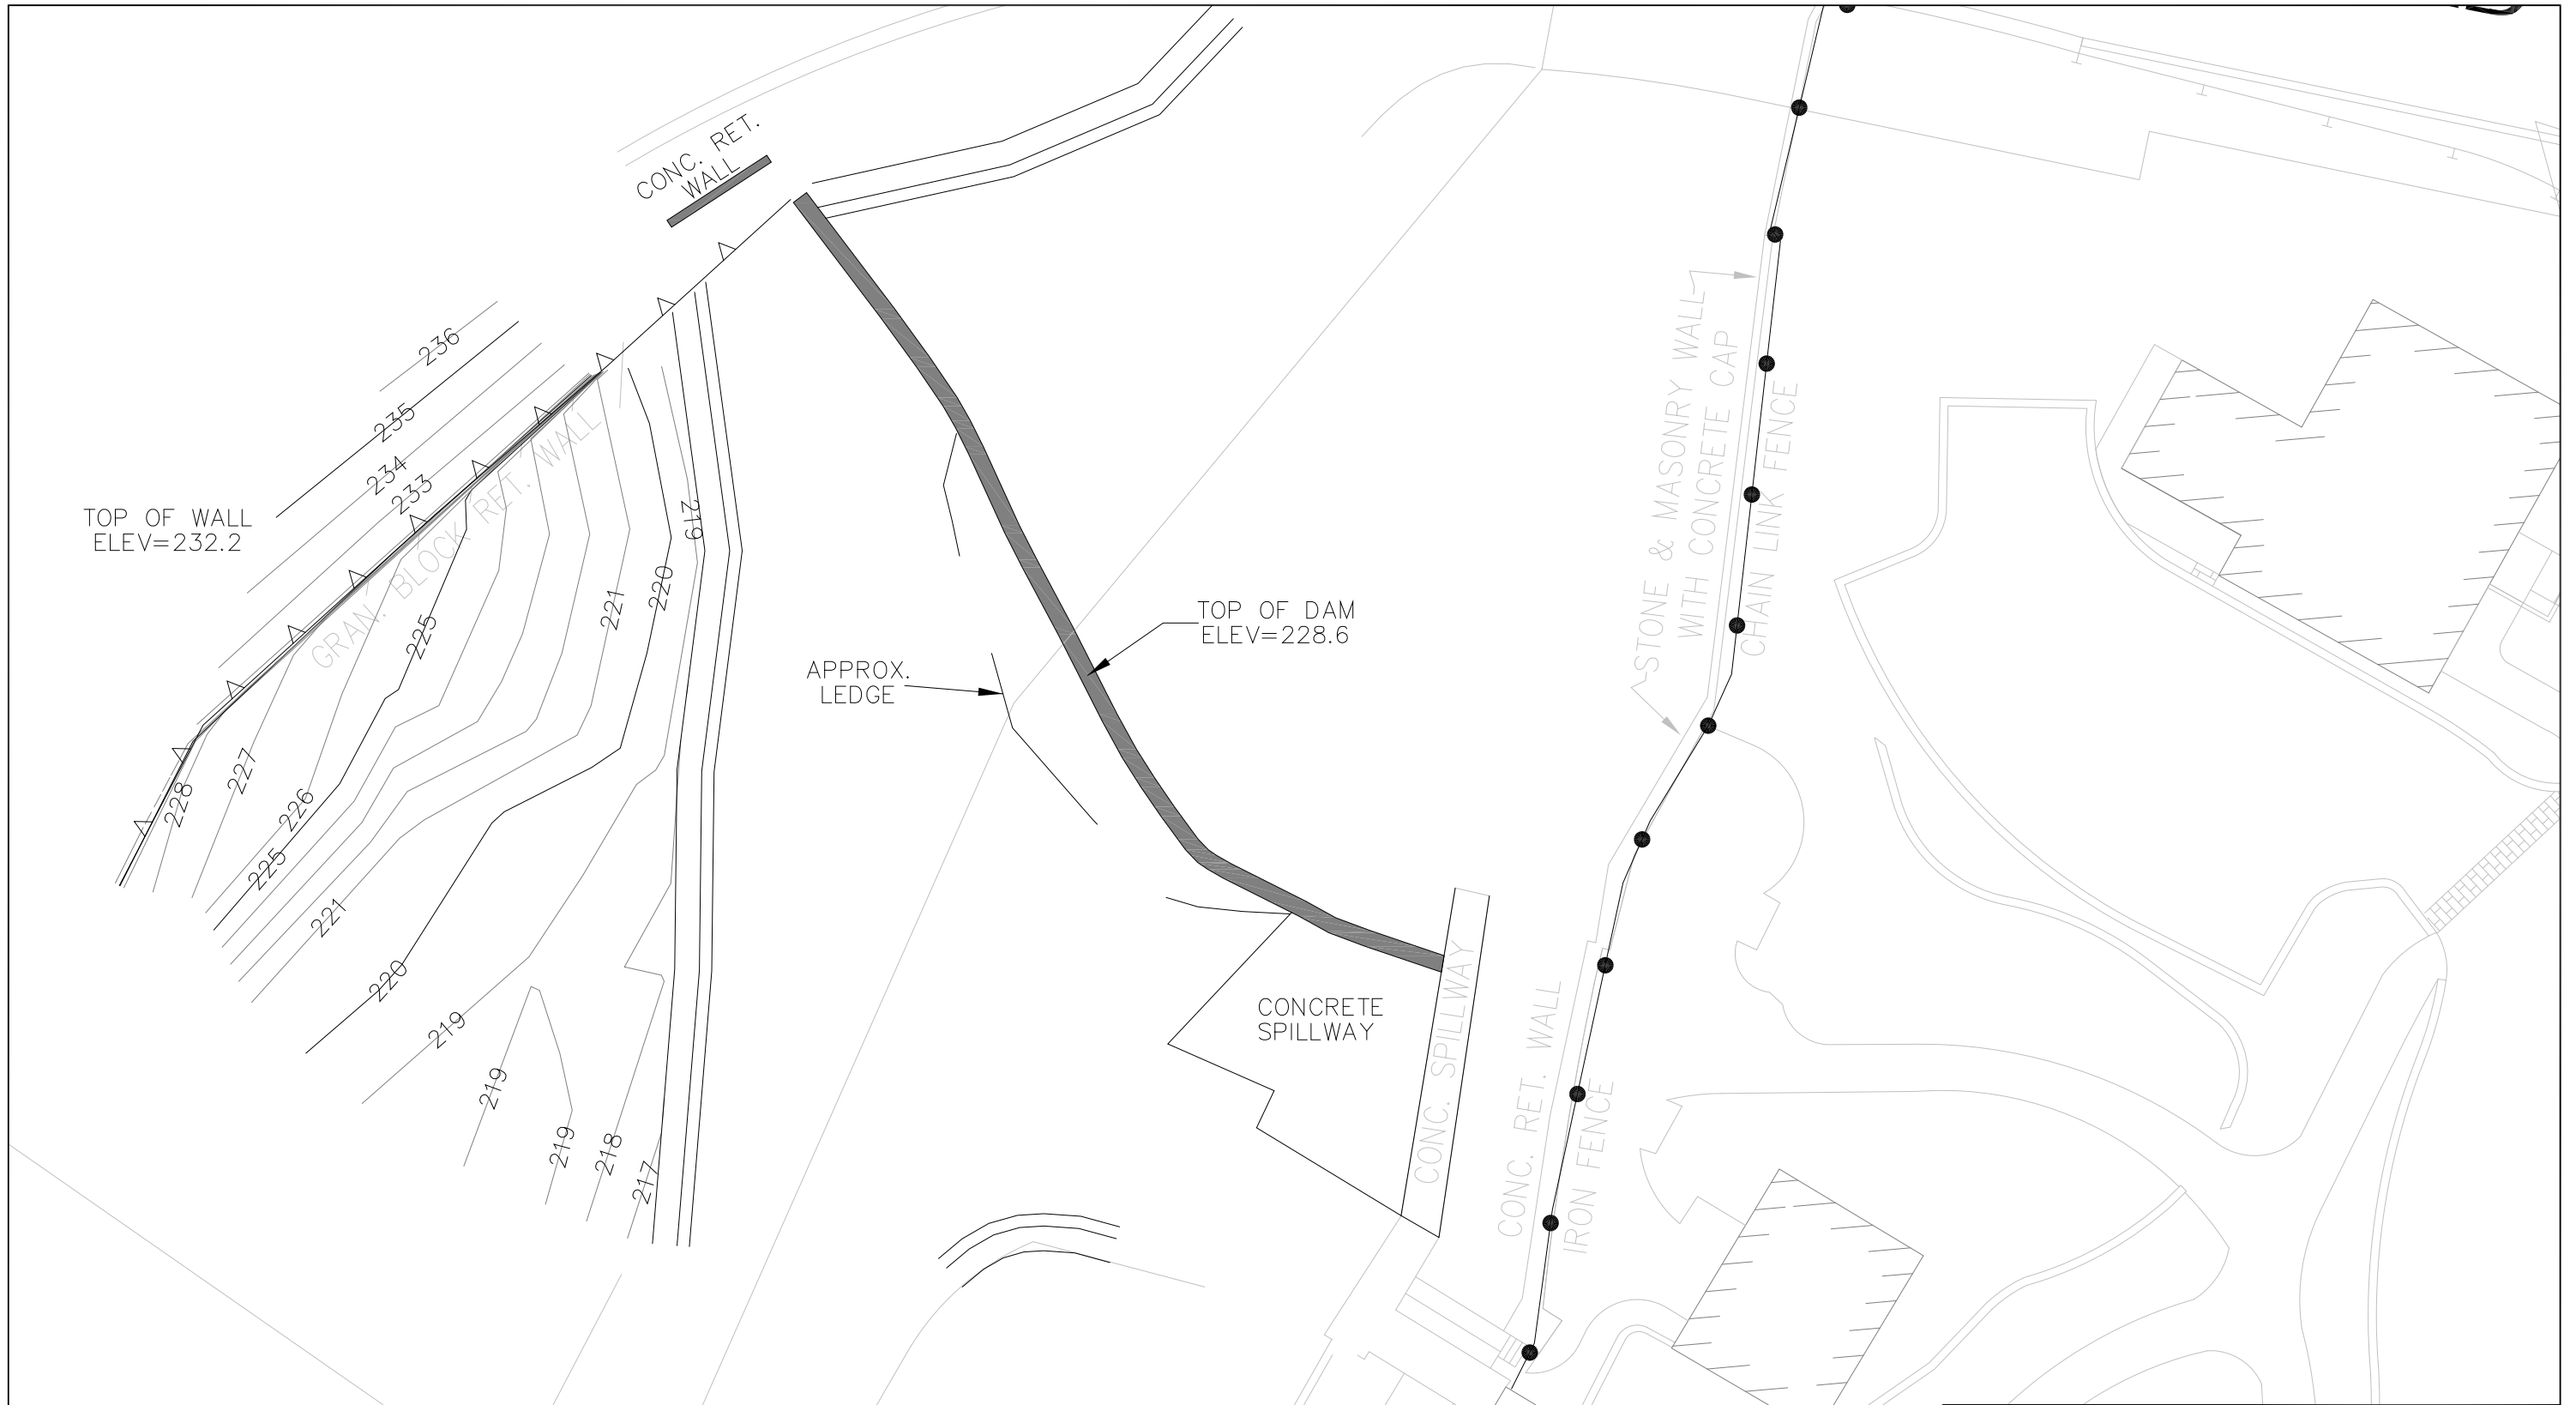 CONC. RET.
WALL
236
235
234
233
TOP OF WALL
ELEV=232.2
GRAN. BLOCK RET. WALL
219
220
221
225
TOP OF DAM
ELEV=228.6
APPROX.
LEDGE
STONE & MASONRY WALL
WITH CONCRETE CAP
CHAIN LINK FENCE
228
227
226
225
221
220
219
219
219
218
217
CONCRETE
SPILLWAY
CONC. SPILLWAY
CONC. RET. WALL
IRON FENCE